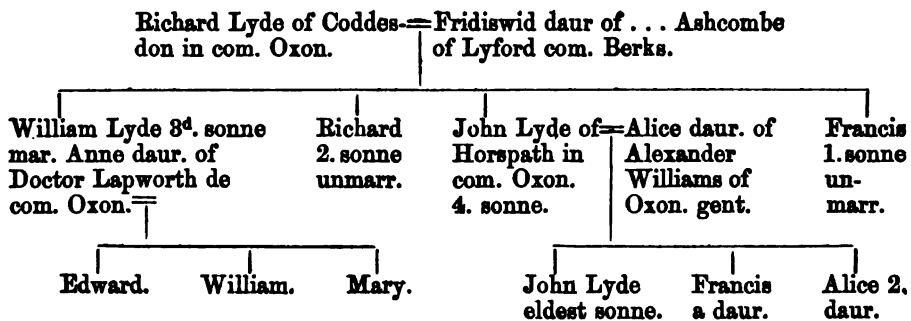 Richard Lyde of Coddes-=Fridiswid daur of ... Ashcombe
don in com. Oxon. of Lyford com. Berks.
William Lyde 3d. sonne
mar. Anne daur. of
Doctor Lapworth de
com. Oxon.=
Richard
2. sonne
unmarr.
John Lyde of=Alice daur. of
Horspath in
com. Oxon.
4. sonne.
Alexander
Williams of
Oxon. gent.
Francis
1. sonne
un-
marr.
Edward. William. Mary.
John Lyde
eldest sonne.
Francis
a daur.
Alice 2.
daur.